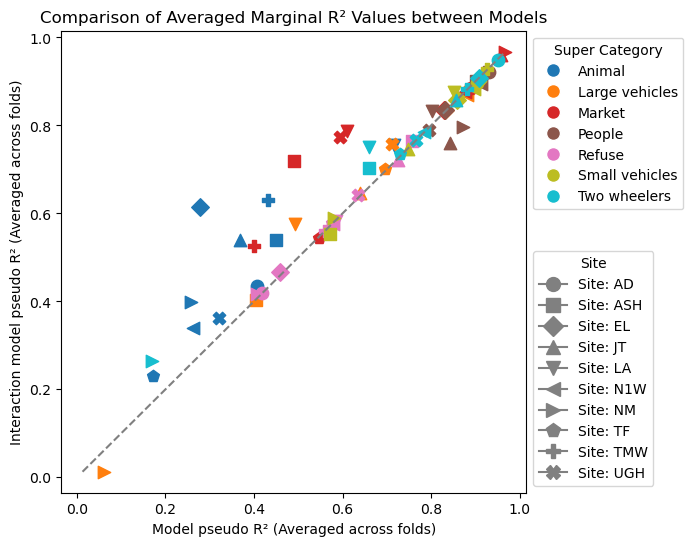 Comparison of Averaged Marginal R² Values between Models
Interaction model pseudo R² (Averaged across folds)
1.0
0.8
0.6
0.4
0.2
0.0
0.0 0.2 0.4 0.6 0.8 1.0
Model pseudo R² (Averaged across folds)
Super Category
Animal
Large vehicles
Market
People
Refuse
Small vehicles
Two wheelers
Site
Site: AD
Site: ASH
Site: EL
Site: JT
Site: LA
Site: N1W
Site: NM
Site: TF
Site: TMW
Site: UGH